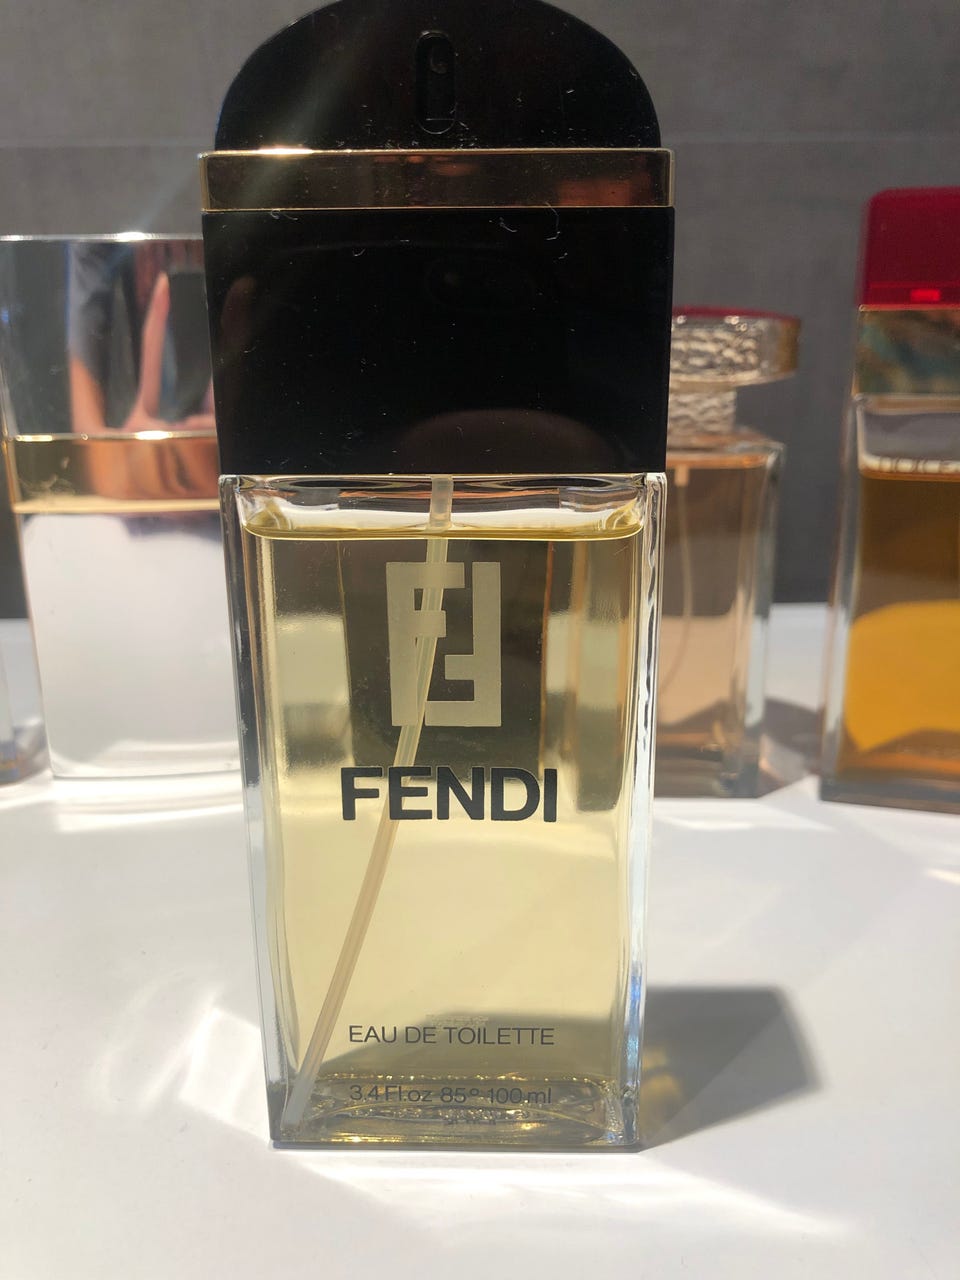 FENDI
EAU DE TOILETTE
3.4 Fl.oz 85° 100 ml